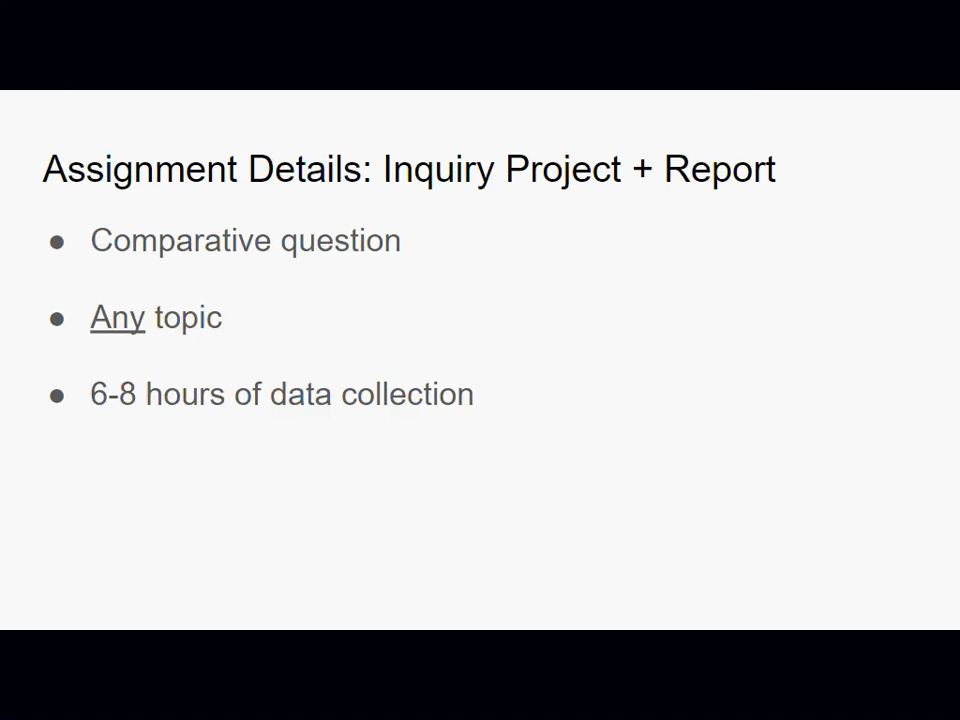 Assignment Details: Inquiry Project + Report
● Comparative question
● Any topic
● 6-8 hours of data collection